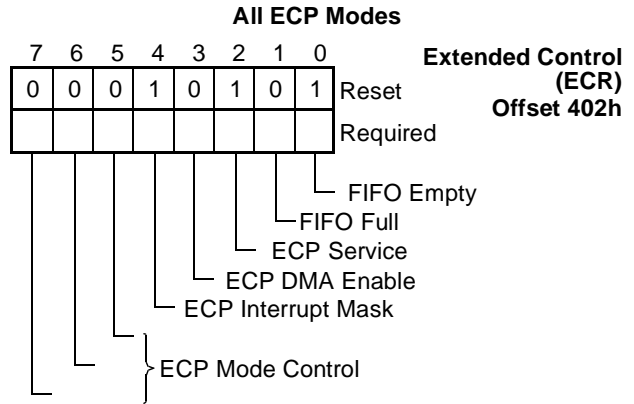 All ECP Modes
7 6 5 4 3 2 1 0
Extended Control
(ECR)
Offset 402h
0 0 0 1 0 1 0 1 Reset
Required
FIFO Empty
FIFO Full
ECP Service
ECP DMA Enable
ECP Interrupt Mask
ECP Mode Control